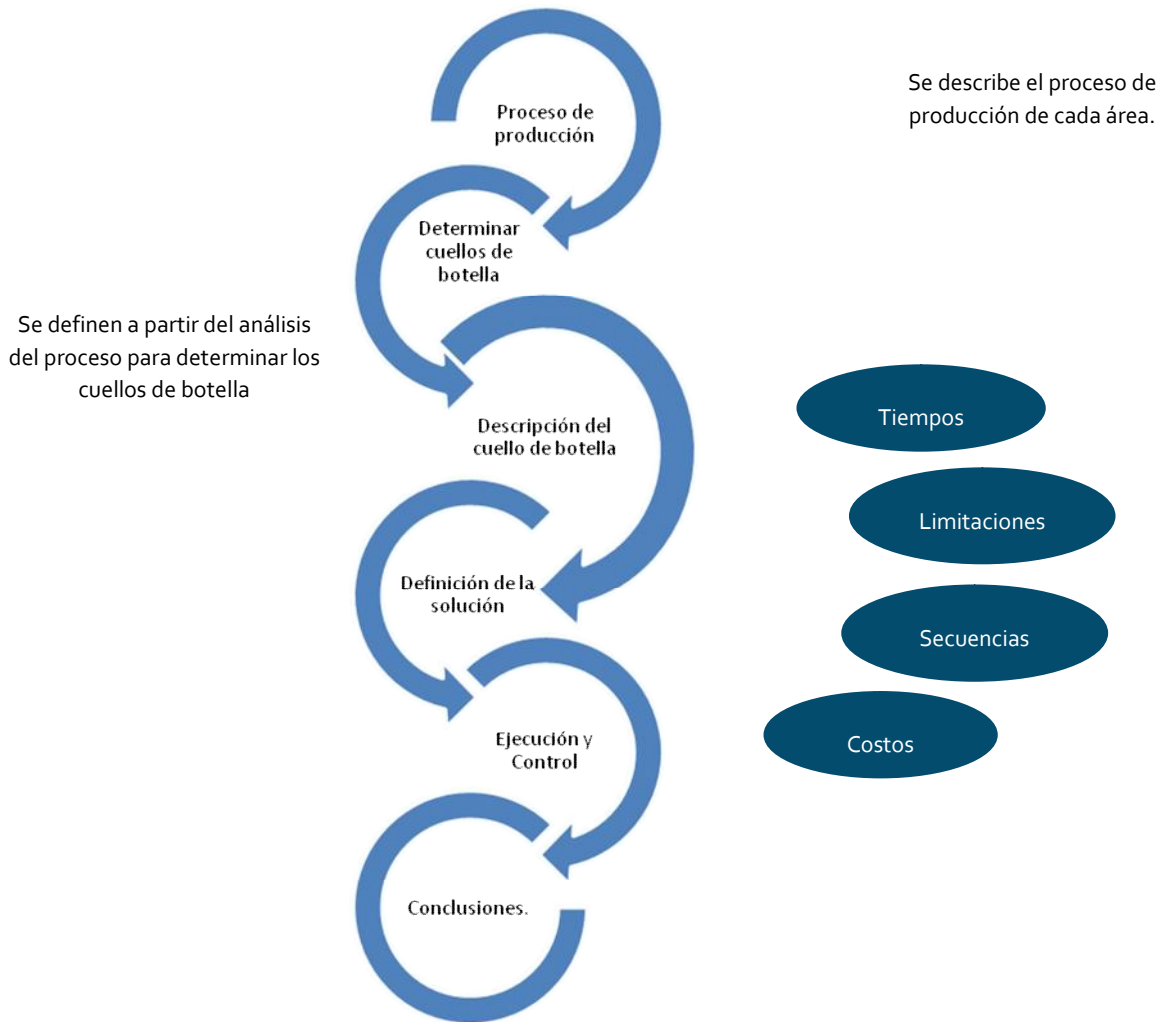 Proceso de
producción
Se describe el proceso de
producción de cada área.
Determinar
cuellos de
botella
Se definen a partir del análisis
del proceso para determinar los
cuellos de botella
Descripción del
cuello de botella
Tiempos
Limitaciones
Secuencias
Costos
Definición de la
solución
Ejecución y
Control
Conclusiones.